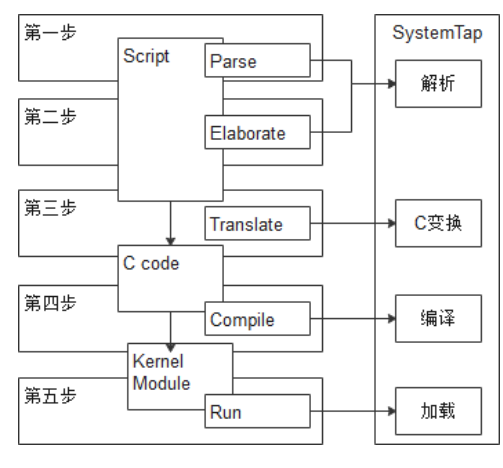 第一步
Script
Parse
SystemTap
解析
第二步
Elaborate
第三步
Translate
C变换
C code
第四步
Compile
编译
Kernel
Module
第五步
Run
加载